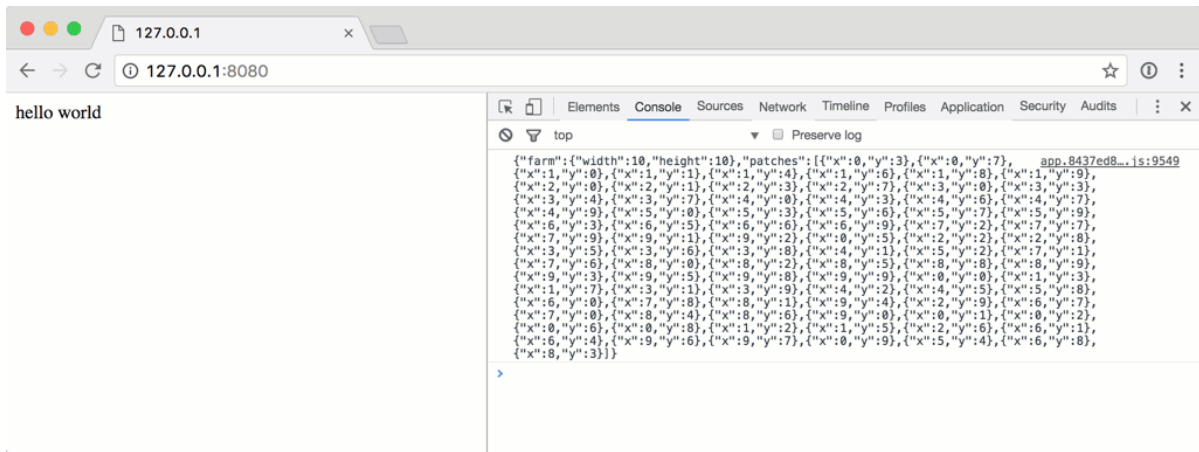 127.0.0.1 ×
127.0.0.1:8080
hello world
Elements Console Sources Network Timeline Profiles Application Security Audits
top Preserve log
{"farm":{"width":10,"height":10},"patches":[{"x":0,"y":3},{"x":0,"y":7}, app.8437ed8….js:9549
{"x":1,"y":0},{"x":1,"y":1},{"x":1,"y":4},{"x":1,"y":6},{"x":1,"y":8},{"x":1,"y":9},
{"x":2,"y":0},{"x":2,"y":1},{"x":2,"y":3},{"x":2,"y":7},{"x":3,"y":0},{"x":3,"y":3},
{"x":3,"y":4},{"x":3,"y":7},{"x":4,"y":0},{"x":4,"y":3},{"x":4,"y":6},{"x":4,"y":7},
{"x":4,"y":9},{"x":5,"y":0},{"x":5,"y":3},{"x":5,"y":6},{"x":5,"y":7},{"x":5,"y":9},
{"x":6,"y":3},{"x":6,"y":5},{"x":6,"y":6},{"x":6,"y":9},{"x":7,"y":2},{"x":7,"y":7},
{"x":7,"y":9},{"x":9,"y":1},{"x":9,"y":2},{"x":0,"y":5},{"x":2,"y":2},{"x":2,"y":8},
{"x":3,"y":5},{"x":3,"y":6},{"x":3,"y":8},{"x":4,"y":1},{"x":5,"y":2},{"x":7,"y":1},
{"x":7,"y":6},{"x":8,"y":0},{"x":8,"y":2},{"x":8,"y":5},{"x":8,"y":8},{"x":8,"y":9},
{"x":9,"y":3},{"x":9,"y":5},{"x":9,"y":8},{"x":9,"y":9},{"x":0,"y":0},{"x":1,"y":3},
{"x":1,"y":7},{"x":3,"y":1},{"x":3,"y":9},{"x":4,"y":2},{"x":4,"y":5},{"x":5,"y":8},
{"x":6,"y":0},{"x":7,"y":8},{"x":8,"y":1},{"x":9,"y":4},{"x":2,"y":9},{"x":6,"y":7},
{"x":7,"y":0},{"x":8,"y":4},{"x":8,"y":6},{"x":9,"y":0},{"x":0,"y":1},{"x":0,"y":2},
{"x":0,"y":6},{"x":0,"y":8},{"x":1,"y":2},{"x":1,"y":5},{"x":2,"y":6},{"x":6,"y":1},
{"x":6,"y":4},{"x":9,"y":6},{"x":9,"y":7},{"x":0,"y":9},{"x":5,"y":4},{"x":6,"y":8},
{"x":8,"y":3}]}